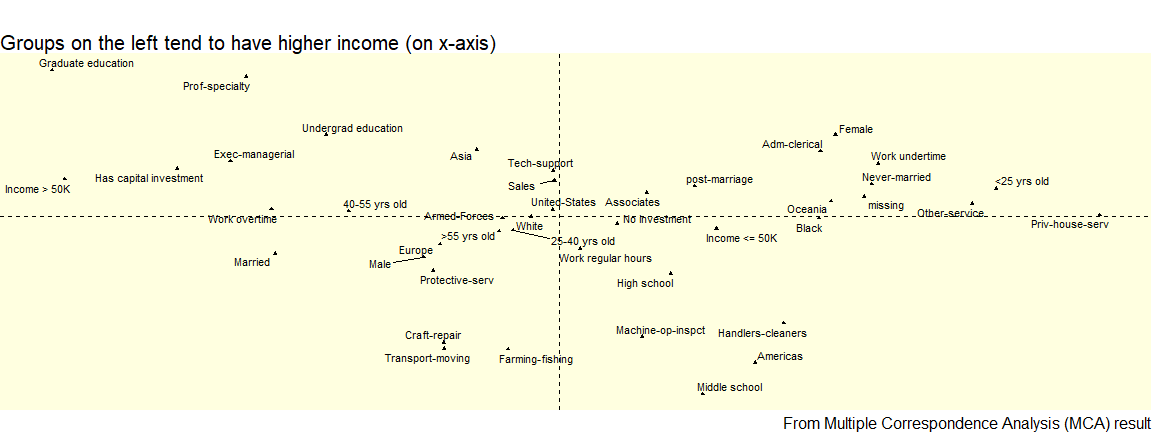 Groups on the left tend to have higher income (on x-axis)
Graduate education
Prof-specialty
Undergrad education
Female
Adm-clerical
Exec-managerial
Asia
Work undertime
Tech-support
Has capital investment
Never-married
post-marriage
<25 yrs old
Income > 50K
Sales
40-55 yrs old
United-States
Associates
missing
Oceania
Other-service
Work overtime
Armed-Forces
No investment
White
Black
Priv-house-serv
>55 yrs old
25-40 yrs old
Income <= 50K
Europe
Work regular hours
Married
Male
Protective-serv
High school
Machine-op-inspct
Handlers-cleaners
Craft-repair
Transport-moving
Farming-fishing
Americas
Middle school
From Multiple Correspondence Analysis (MCA) result